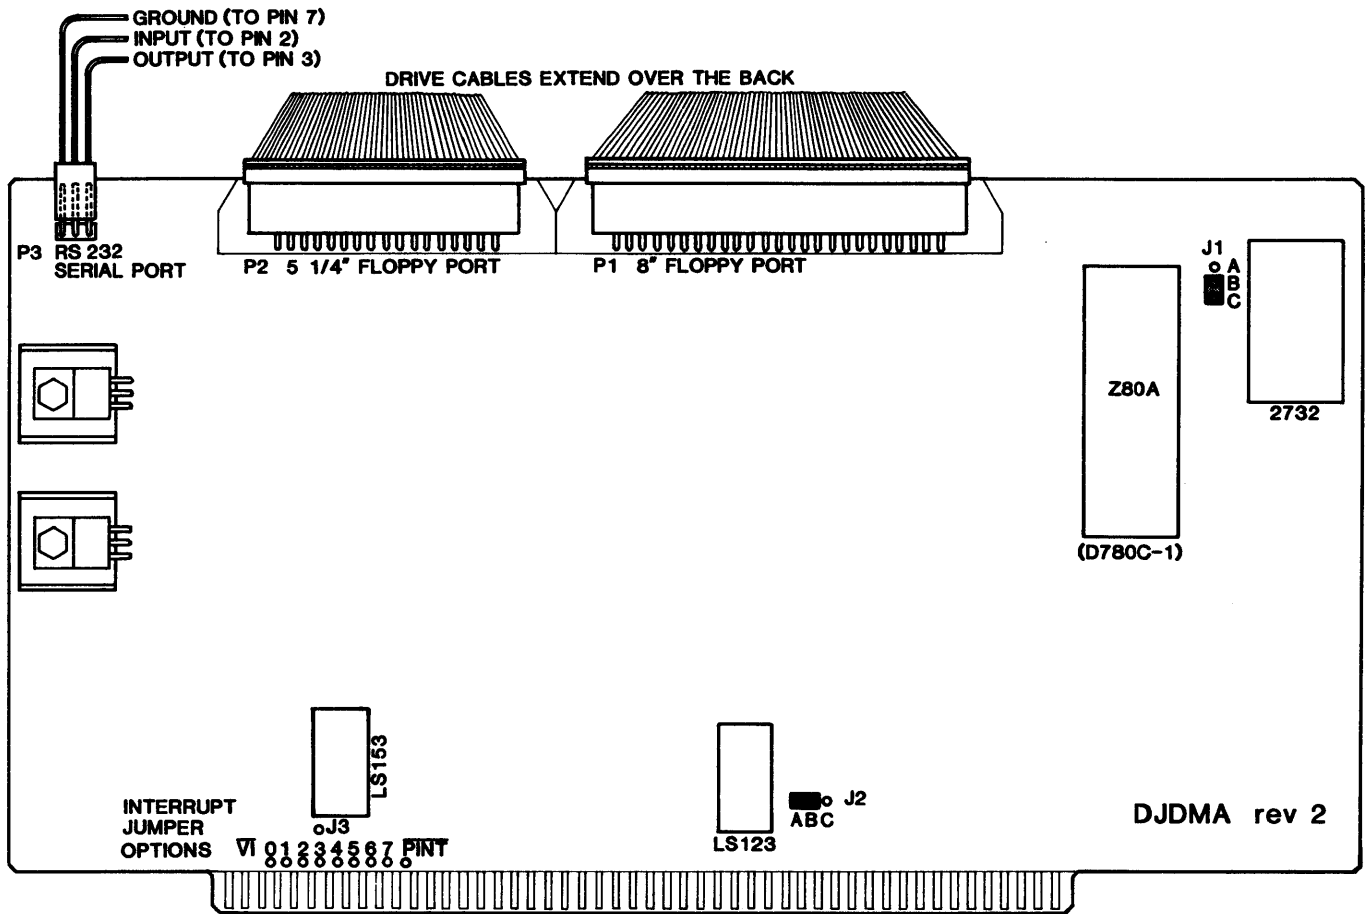 GROUND (TO PIN 7)
INPUT (TO PIN 2)
OUTPUT (TO PIN 3)
DRIVE CABLES EXTEND OVER THE BACK
P3 RS 232
SERIAL PORT
P2 5 1/4" FLOPPY PORT
P1 8" FLOPPY PORT
J1
A
B
C
Z80A
2732
(D780C-1)
LS153
J3
INTERRUPT
JUMPER
OPTIONS
VI 0 1 2 3 4 5 6 7 PINT
J2
ABC
LS123
DJDMA rev 2